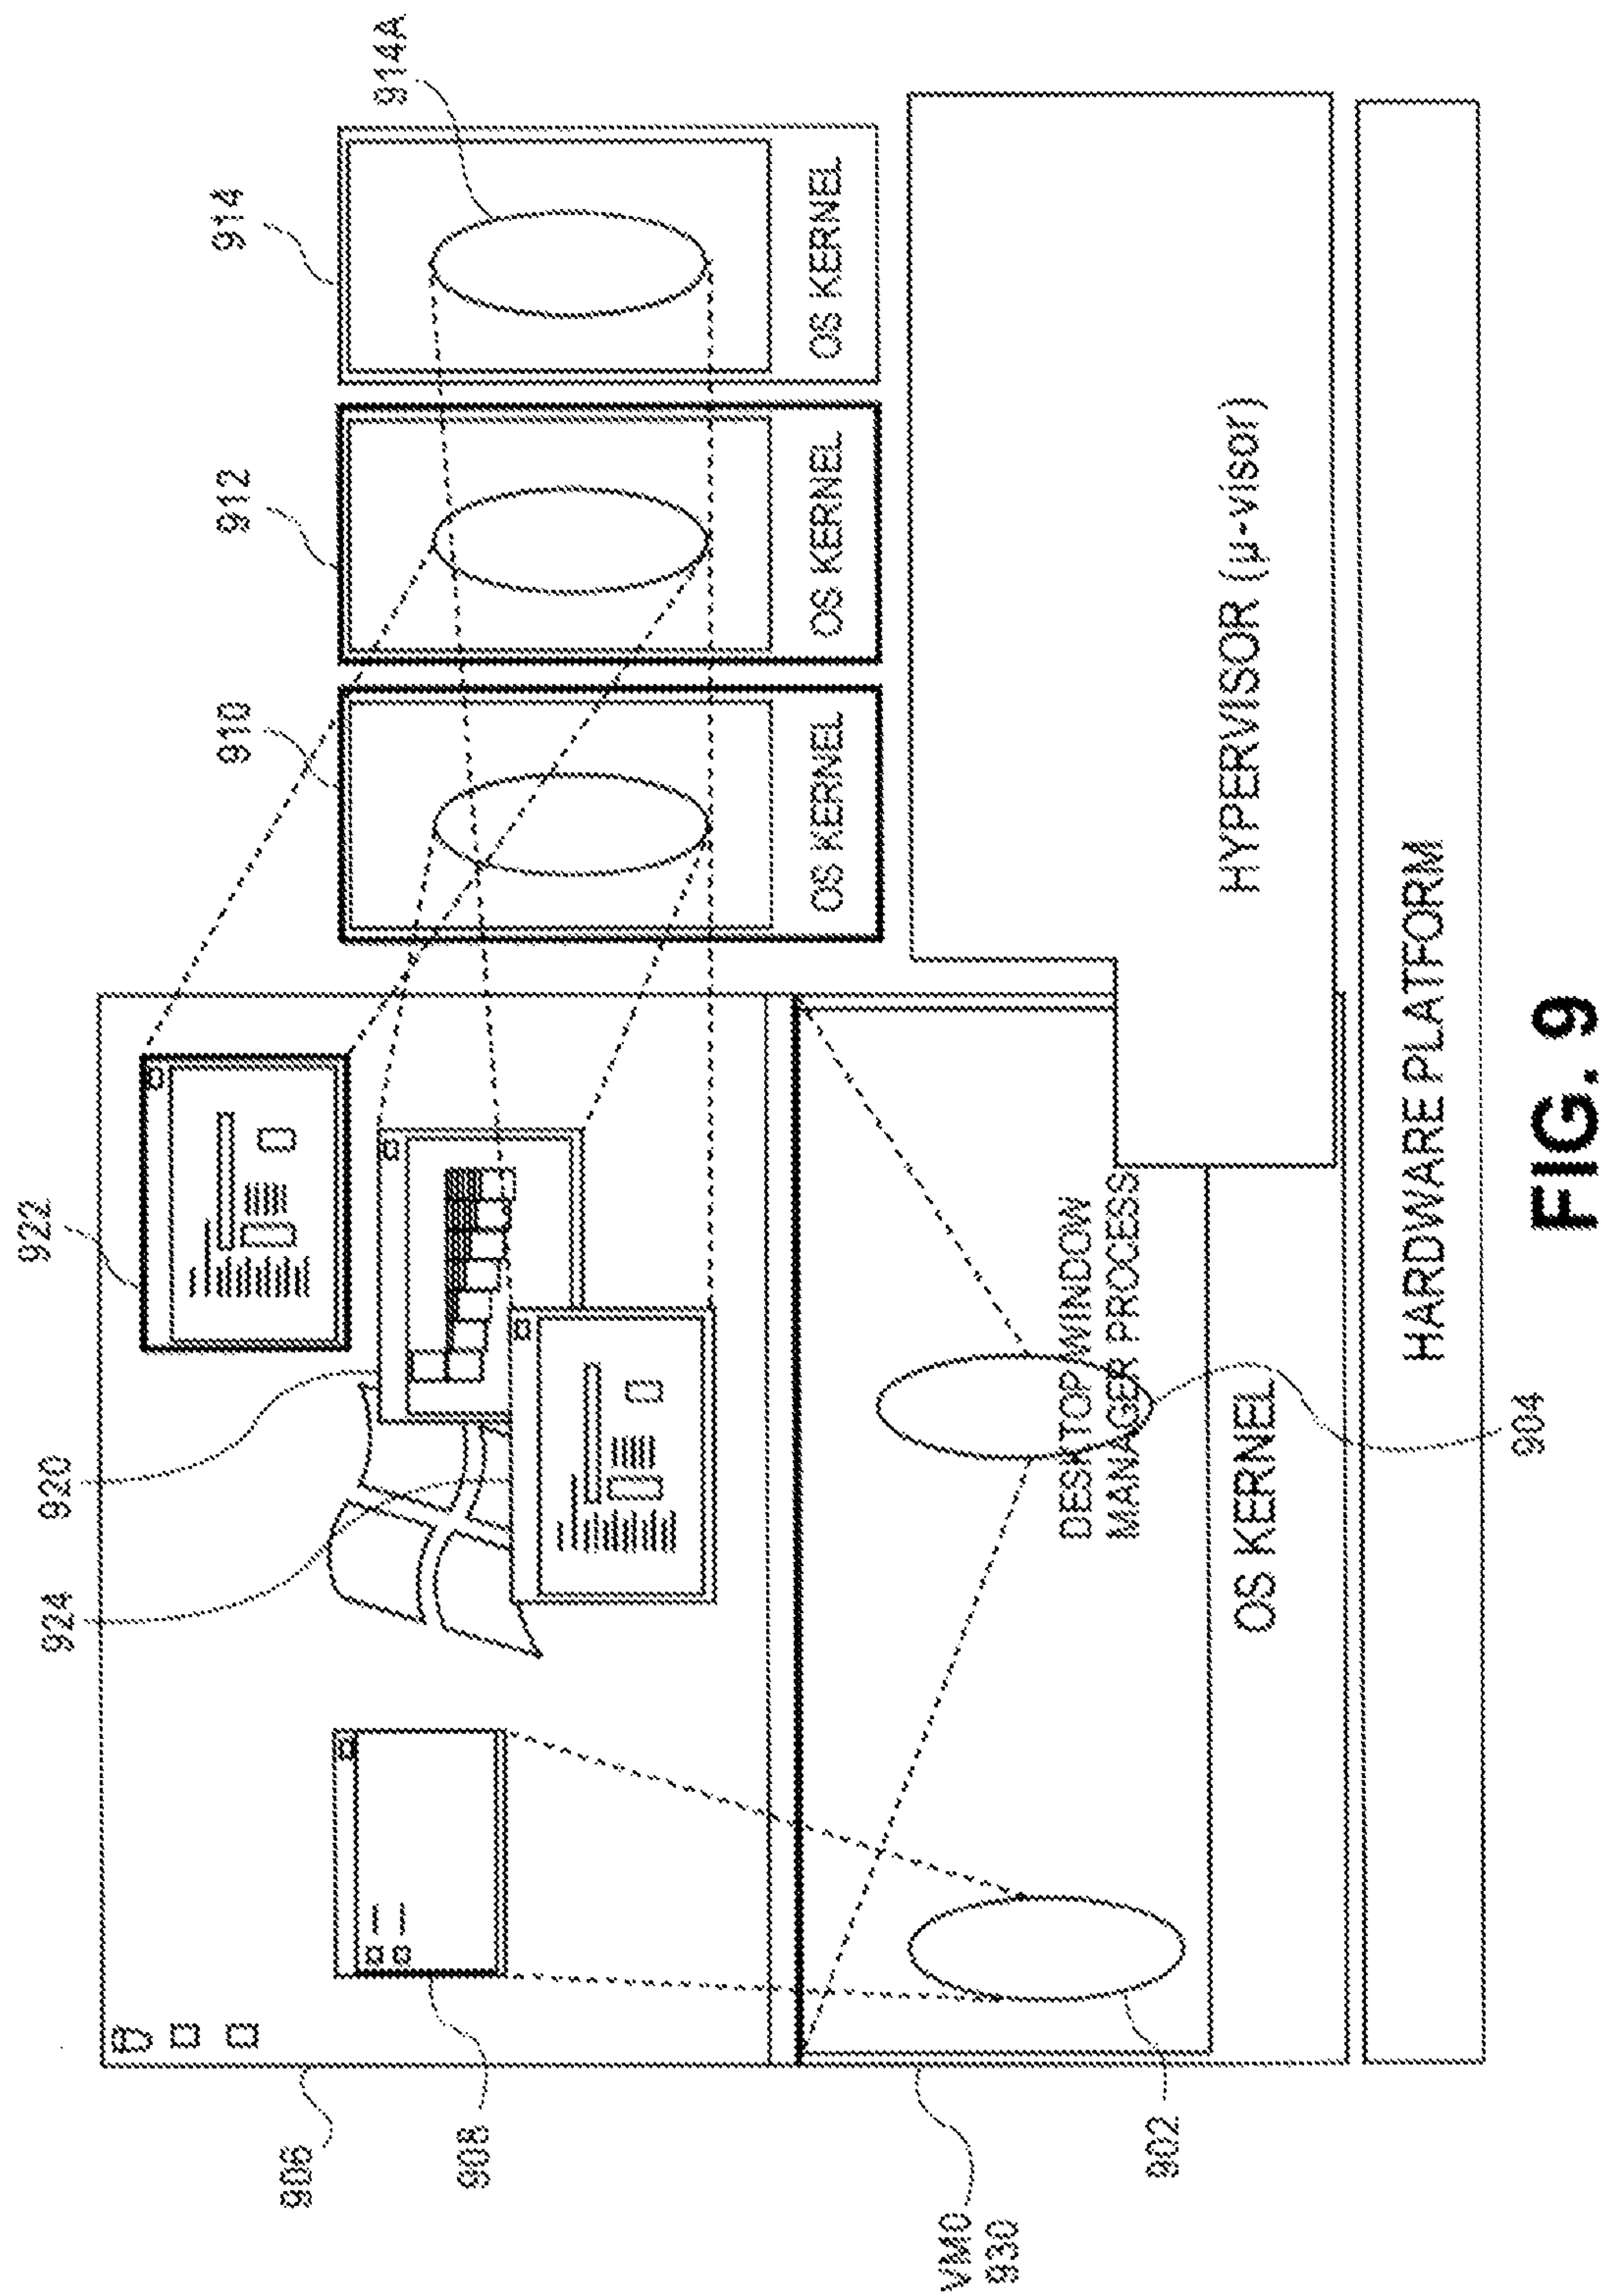 922
920
924
910
912
914
914A
906
908
OS KERNEL
OS KERNEL
OS KERNEL
DESKTOP WINDOW
MANAGER PROCESS
HYPERVISOR (µ-visor)
OS KERNEL
VM0
930
902
HARDWARE PLATFORM
904
FIG. 9